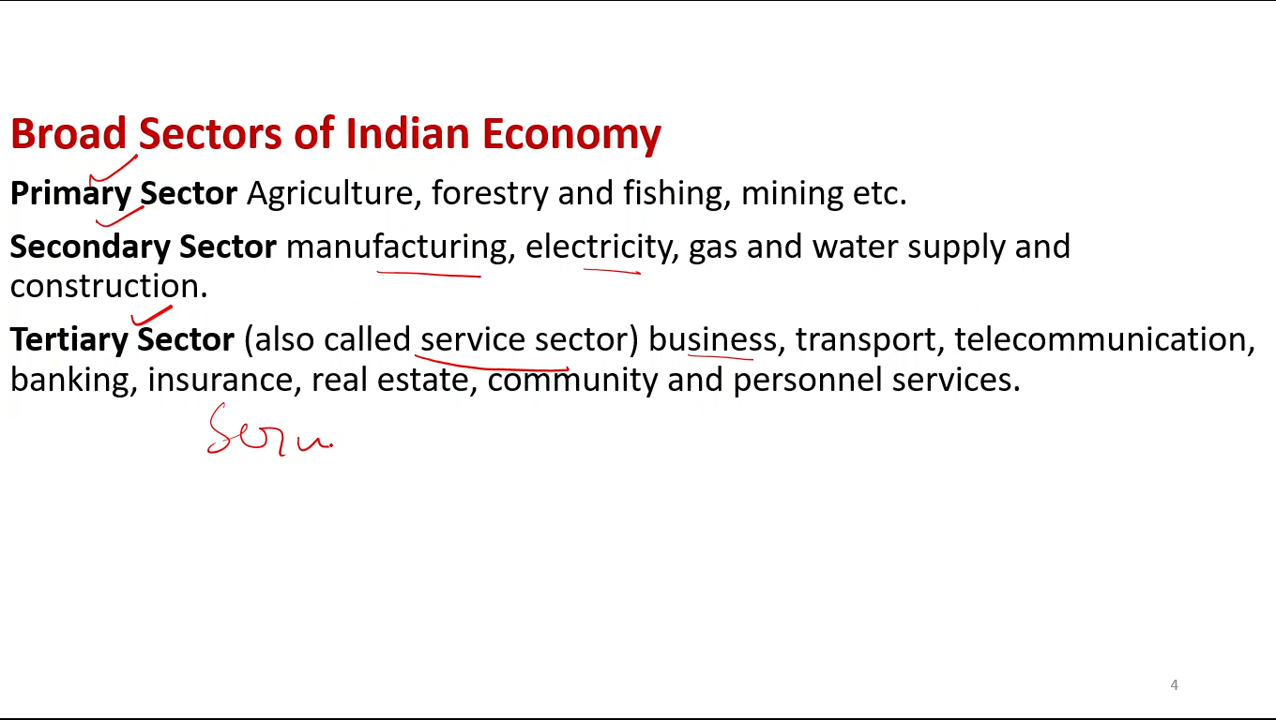 Broad Sectors of Indian Economy
Primary Sector Agriculture, forestry and fishing, mining etc.
Secondary Sector manufacturing, electricity, gas and water supply and
construction.
Tertiary Sector (also called service sector) business, transport, telecommunication,
banking, insurance, real estate, community and personnel services.
4